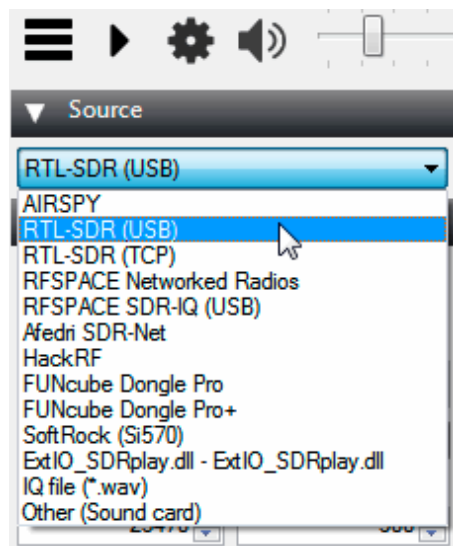 Source
RTL-SDR (USB)
AIRSPY
RTL-SDR (USB)
RTL-SDR (TCP)
RFSPACE Networked Radios
RFSPACE SDR-IQ (USB)
Afedri SDR-Net
HackRF
FUNcube Dongle Pro
FUNcube Dongle Pro+
SoftRock (Si570)
ExtIO_SDRplay.dll - ExtIO_SDRplay.dll
IQ file (*.wav)
Other (Sound card)